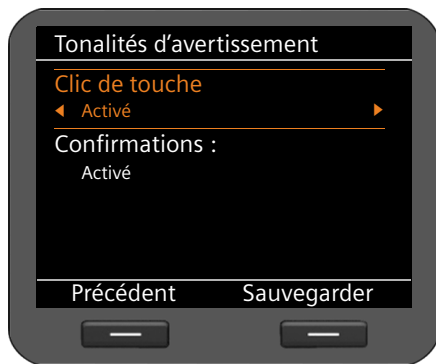 Tonalités d'avertissement
Clic de touche
Activé
Confirmations :
Activé
Précédent Sauvegarder